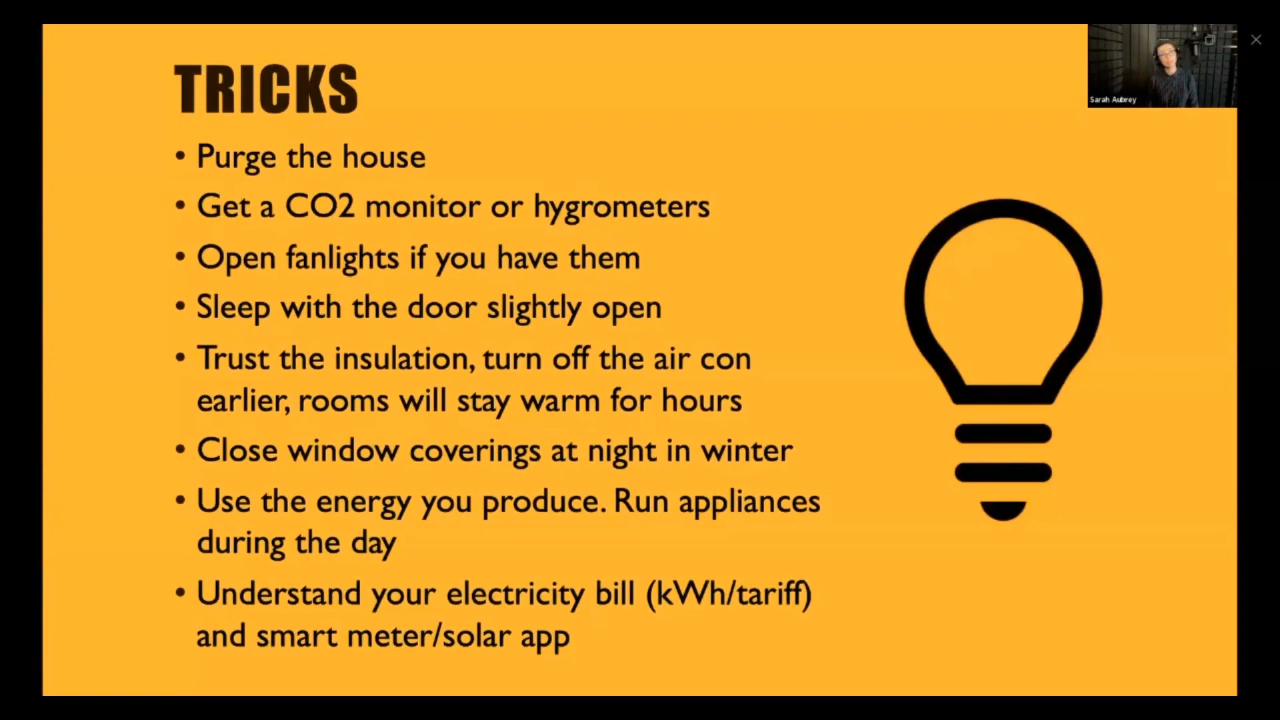 TRICKS
• Purge the house
• Get a CO2 monitor or hygrometers
• Open fanlights if you have them
• Sleep with the door slightly open
• Trust the insulation, turn off the air con
earlier, rooms will stay warm for hours
• Close window coverings at night in winter
• Use the energy you produce. Run appliances
during the day
• Understand your electricity bill (kWh/tariff)
and smart meter/solar app
Sarah Aubrey